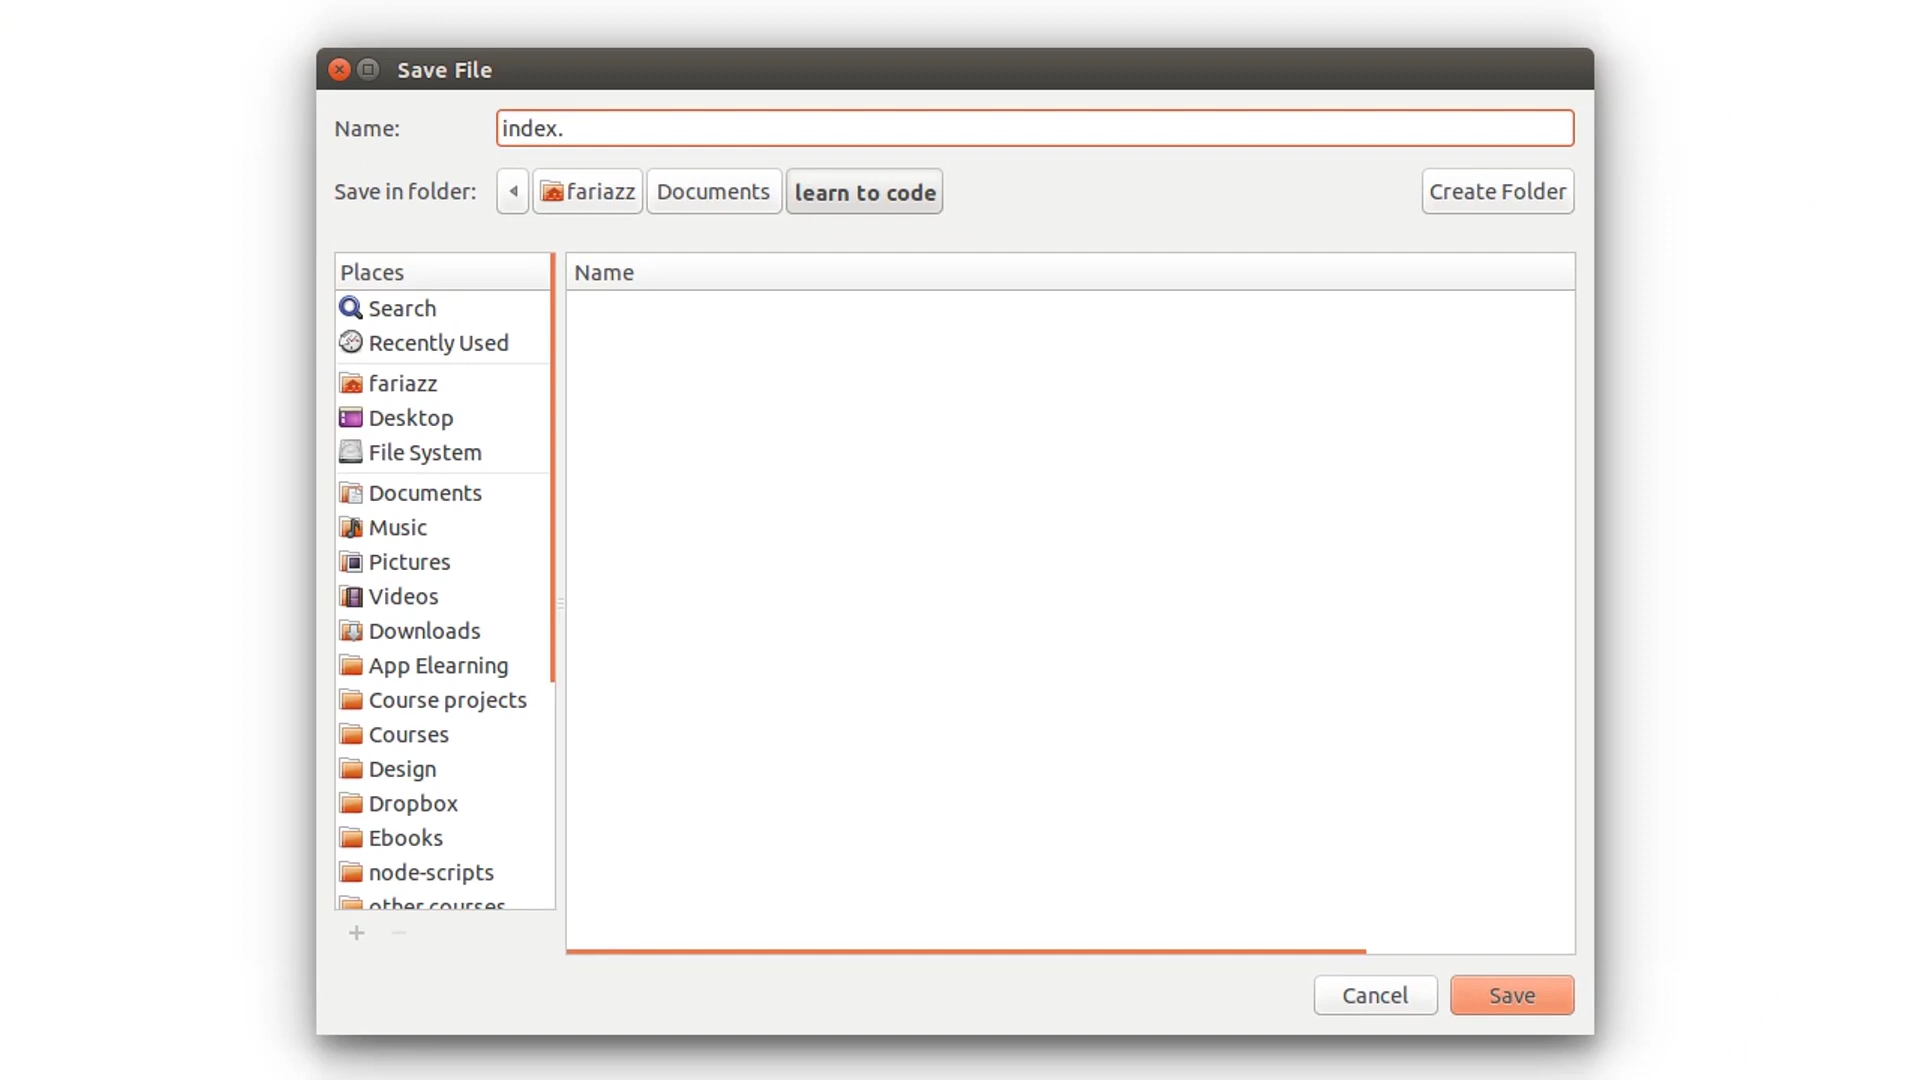 Save File
Name: index.
Save in folder: fariazz Documents learn to code Create Folder
Places
Search
Recently Used
fariazz
Desktop
File System
Documents
Music
Pictures
Videos
Downloads
App Elearning
Course projects
Courses
Design
Dropbox
Ebooks
node-scripts
other courses
Name
Cancel Save